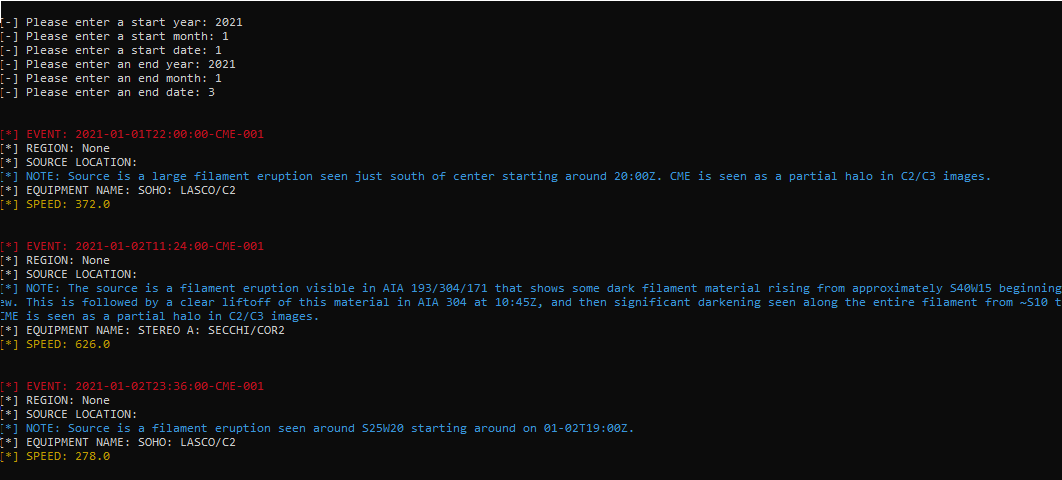 [-] Please enter a start year: 2021
[-] Please enter a start month: 1
[-] Please enter a start date: 1
[-] Please enter an end year: 2021
[-] Please enter an end month: 1
[-] Please enter an end date: 3
[*] EVENT: 2021-01-01T22:00:00-CME-001
[*] REGION: None
[*] SOURCE LOCATION:
[*] NOTE: Source is a large filament eruption seen just south of center starting around 20:00Z. CME is seen as a partial halo in C2/C3 images.
[*] EQUIPMENT NAME: SOHO: LASCO/C2
[*] SPEED: 372.0
[*] EVENT: 2021-01-02T11:24:00-CME-001
[*] REGION: None
[*] SOURCE LOCATION:
[*] NOTE: The source is a filament eruption visible in AIA 193/304/171 that shows some dark filament material rising from approximately S40W15 beginning
ew. This is followed by a clear liftoff of this material in AIA 304 at 10:45Z, and then significant darkening seen along the entire filament from ~S10 t
CME is seen as a partial halo in C2/C3 images.
[*] EQUIPMENT NAME: STEREO A: SECCHI/COR2
[*] SPEED: 626.0
[*] EVENT: 2021-01-02T23:36:00-CME-001
[*] REGION: None
[*] SOURCE LOCATION:
[*] NOTE: Source is a filament eruption seen around S25W20 starting around on 01-02T19:00Z.
[*] EQUIPMENT NAME: SOHO: LASCO/C2
[*] SPEED: 278.0